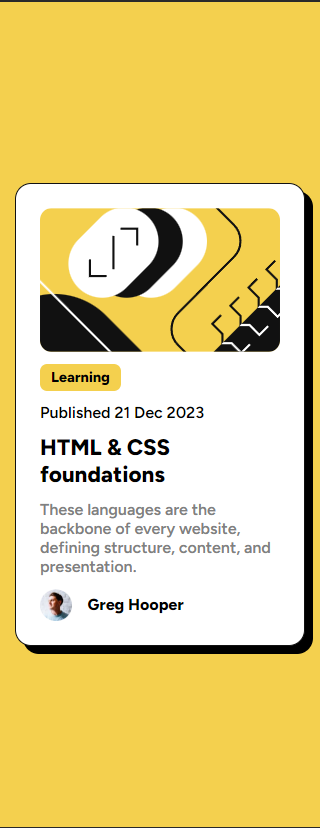 Learning
Published 21 Dec 2023
HTML & CSS
foundations
These languages are the
backbone of every website,
defining structure, content, and
presentation.
Greg Hooper